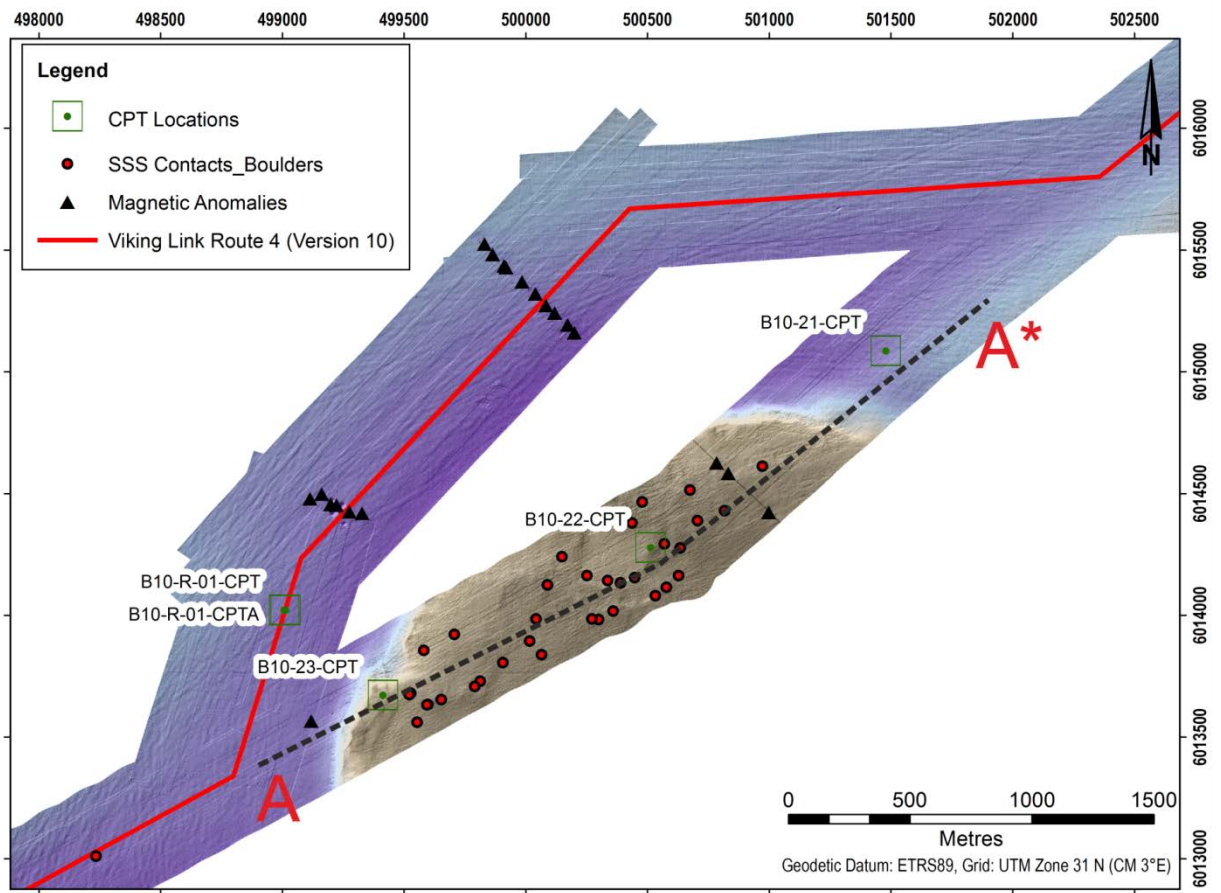 498000 498500 499000 499500 500000 500500 501000 501500 502000 502500
Legend
CPT Locations
SSS Contacts_Boulders
Magnetic Anomalies
Viking Link Route 4 (Version 10)
N
6016000
6015500
B10-21-CPT
A*
6015000
6014500
B10-22-CPT
B10-R-01-CPT
B10-R-01-CPTA
6014000
B10-23-CPT
6013500
A
0 500 1000 1500
Metres
6013000
Geodetic Datum: ETRS89, Grid: UTM Zone 31 N (CM 3°E)